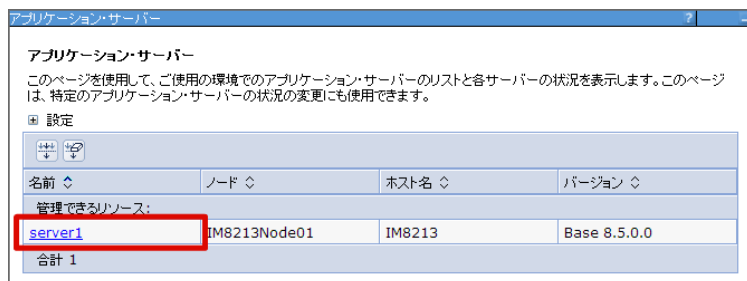 アプリケーション・サーバー ?
アプリケーション・サーバー
このページを使用して、ご使用の環境でのアプリケーション・サーバーのリストと各サーバーの状況を表示します。このページ
は、特定のアプリケーション・サーバーの状況の変更にも使用できます。
設定
名前 ノード ホスト名 バージョン
管理できるリソース:
server1 IM8213Node01 IM8213 Base 8.5.0.0
合計 1